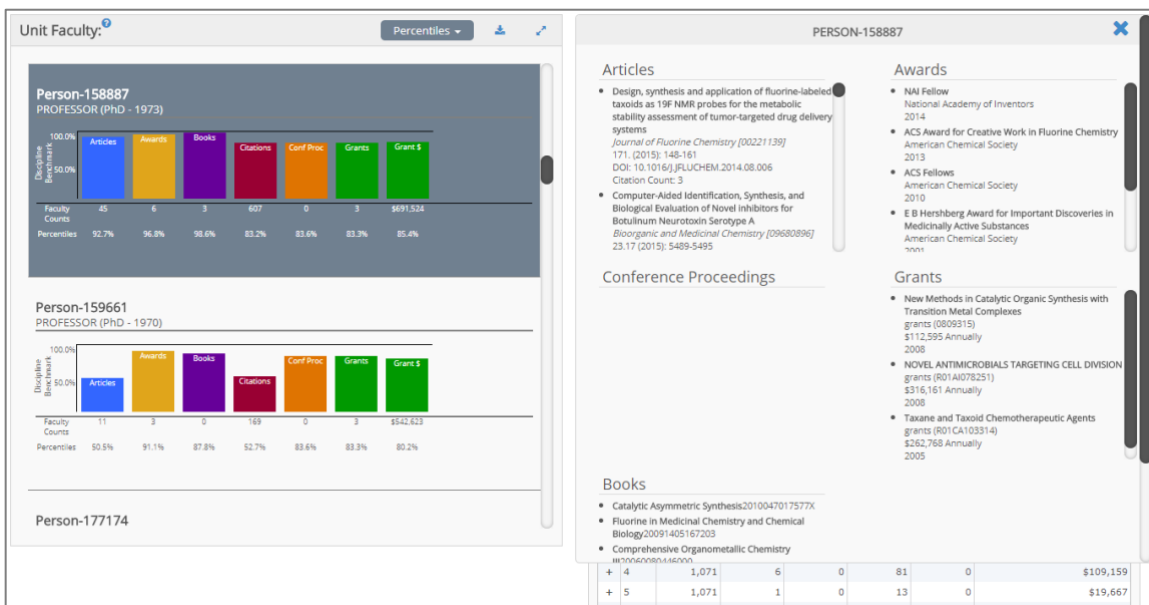 Unit Faculty:
Percentiles
Person-158887
PROFESSOR (PhD - 1973)
Discipline
Benchmark
100.0%
50.0%
Articles
Awards
Books
Citations
Conf Proc
Grants
Grant $
Faculty
Counts
45 6 3 607 0 3 $691,524
Percentiles 92.7% 96.8% 98.6% 83.2% 83.6% 83.3% 85.4%
Person-159661
PROFESSOR (PhD - 1970)
Discipline
Benchmark
100.0%
50.0%
Articles
Awards
Books
Citations
Conf Proc
Grants
Grant $
Faculty
Counts
11 3 0 169 0 3 $542,623
Percentiles 50.5% 91.1% 87.8% 52.7% 83.6% 83.3% 80.2%
Person-177174
PERSON-158887
Articles
Design, synthesis and application of fluorine-labeled
taxoids as 19F NMR probes for the metabolic
stability assessment of tumor-targeted drug delivery
systems
Journal of Fluorine Chemistry [00221139]
171. (2015): 148-161
DOI: 10.1016/J.JFLUCHEM.2014.08.006
Citation Count: 3
Computer-Aided Identification, Synthesis, and
Biological Evaluation of Novel Inhibitors for
Botulinum Neurotoxin Serotype A
Bioorganic and Medicinal Chemistry [09680896]
23.17 (2015): 5489-5495
Awards
NAI Fellow
National Academy of Inventors
2014
ACS Award for Creative Work in Fluorine Chemistry
American Chemical Society
2013
ACS Fellows
American Chemical Society
2010
E B Hershberg Award for Important Discoveries in
Medicinally Active Substances
American Chemical Society
2001
Conference Proceedings
Grants
New Methods in Catalytic Organic Synthesis with
Transition Metal Complexes
grants (0809315)
$112,595 Annually
2008
NOVEL ANTIMICROBIALS TARGETING CELL DIVISION
grants (R01AI078251)
$316,161 Annually
2008
Taxane and Taxoid Chemotherapeutic Agents
grants (R01CA103314)
$262,768 Annually
2005
Books
Catalytic Asymmetric Synthesis2010047017577X
Fluorine in Medicinal Chemistry and Chemical
Biology20091405167203
Comprehensive Organometallic Chemistry
III20060080446000
+ 4 1,071 6 0 81 0 $109,159
+ 5 1,071 1 0 13 0 $19,667